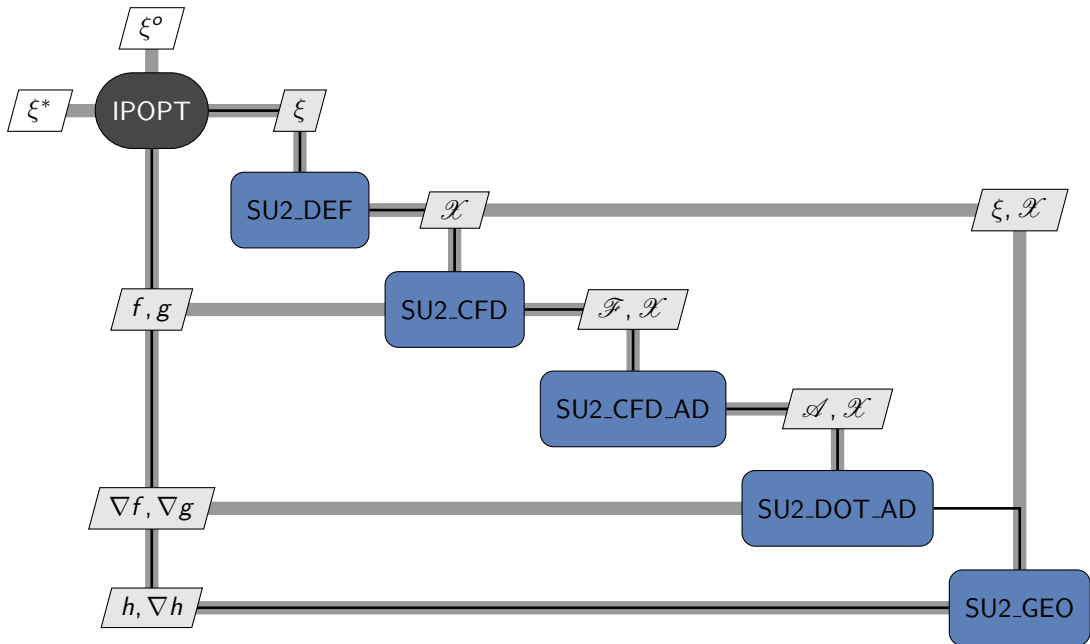 ξ°
ξ* IPOPT ξ
SU2_DEF 𝒳 ξ, 𝒳
f, g SU2_CFD ℱ, 𝒳
SU2_CFD_AD 𝒜, 𝒳
∇f, ∇g SU2_DOT_AD
h, ∇h SU2_GEO